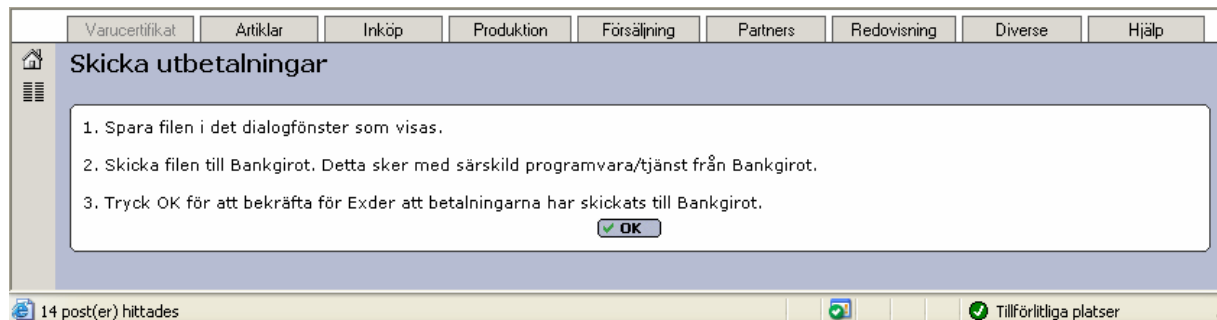 Varucertifikat Artiklar Inköp Produktion Försäljning Partners Redovisning Diverse Hjälp
Skicka utbetalningar
1. Spara filen i det dialogfönster som visas.
2. Skicka filen till Bankgirot. Detta sker med särskild programvara/tjänst från Bankgirot.
3. Tryck OK för att bekräfta för Exder att betalningarna har skickats till Bankgirot.
OK
14 post(er) hittades Tillförlitliga platser